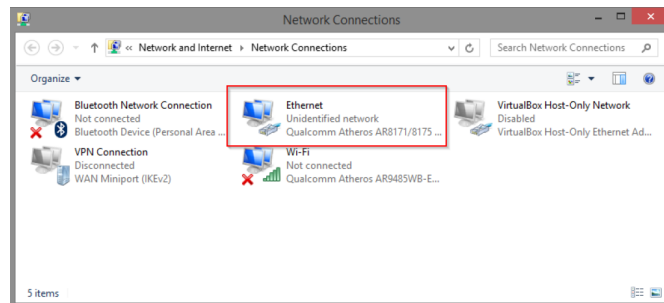 Network Connections
« Network and Internet ▸ Network Connections
Search Network Connections
Organize ▾
Bluetooth Network Connection
Not connected
Bluetooth Device (Personal Area ...
Ethernet
Unidentified network
Qualcomm Atheros AR8171/8175 ...
VirtualBox Host-Only Network
Disabled
VirtualBox Host-Only Ethernet Ad...
VPN Connection
Disconnected
WAN Miniport (IKEv2)
Wi-Fi
Not connected
Qualcomm Atheros AR9485WB-E...
5 items